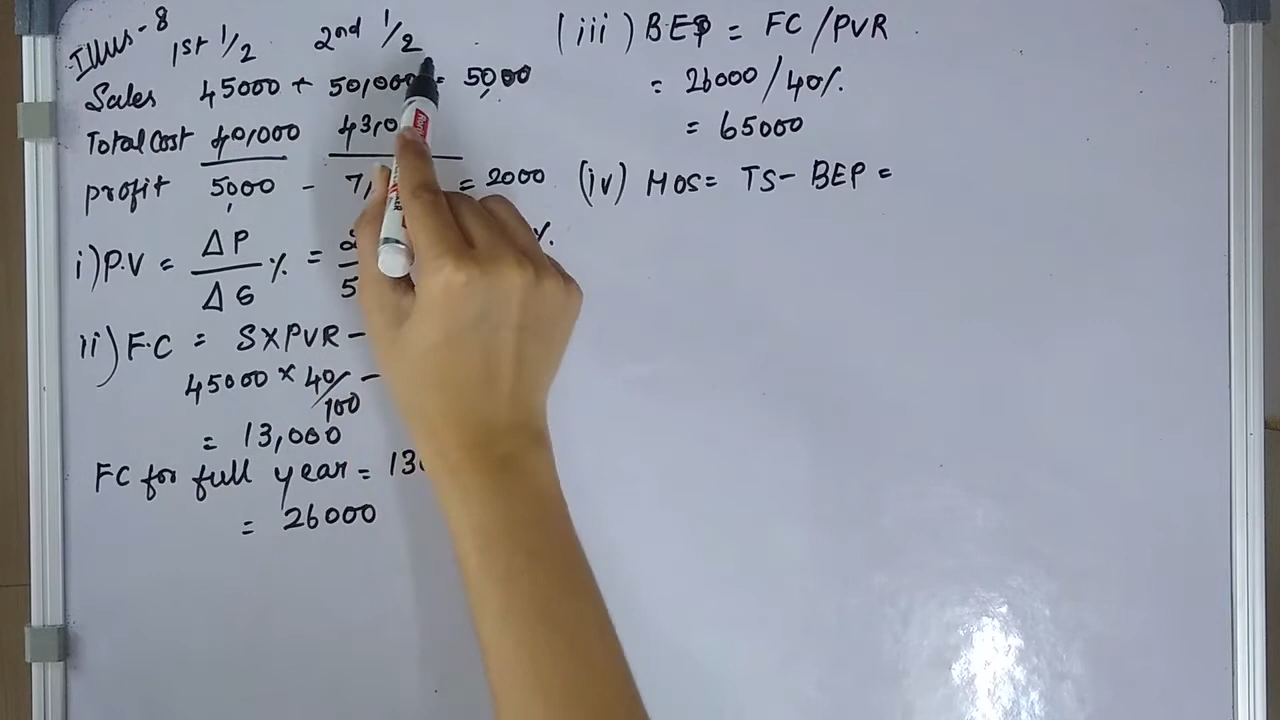 Illus-8 1st 1/2 2nd 1/2
Sales 45000 + 50,000 = 5000
Total Cost 40,000 43,0
profit 5000 - 7, = 2000
i) P.V = ΔP / ΔS % = 2 / 5 %.
ii) F.C = S X PVR -
45000 × 40/100 -
= 13,000
FC for full year = 13
= 26000
(iii) BEP = FC / PVR
= 26000 / 40%.
= 65000
(iv) MOS = TS - BEP =